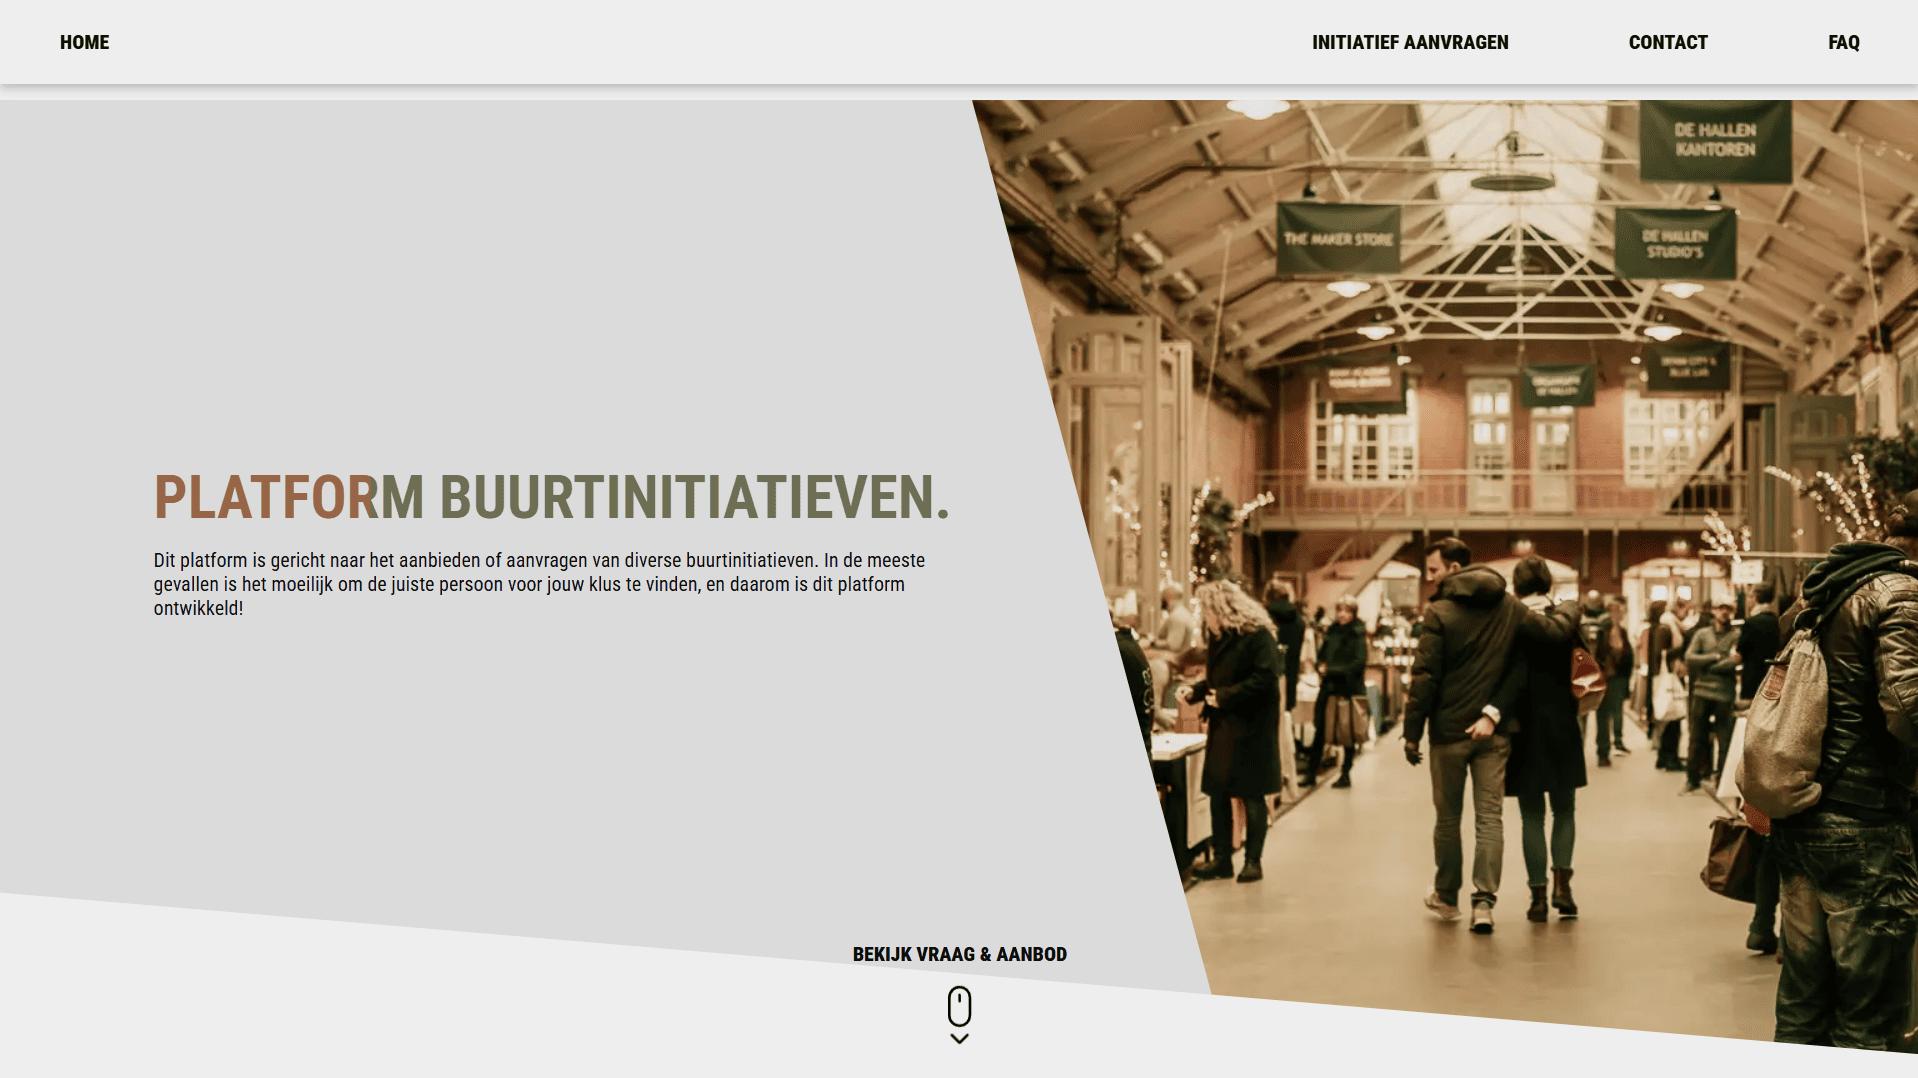 HOME
INITIATIEF AANVRAGEN
CONTACT
FAQ
DE HALLEN
KANTOREN
THE MAKER STORE
DE HALLEN
STUDIO'S
PLATFORM BUURTINITIATIEVEN.
Dit platform is gericht naar het aanbieden of aanvragen van diverse buurtinitiatieven. In de meeste
gevallen is het moeilijk om de juiste persoon voor jouw klus te vinden, en daarom is dit platform
ontwikkeld!
BEKIJK VRAAG & AANBOD